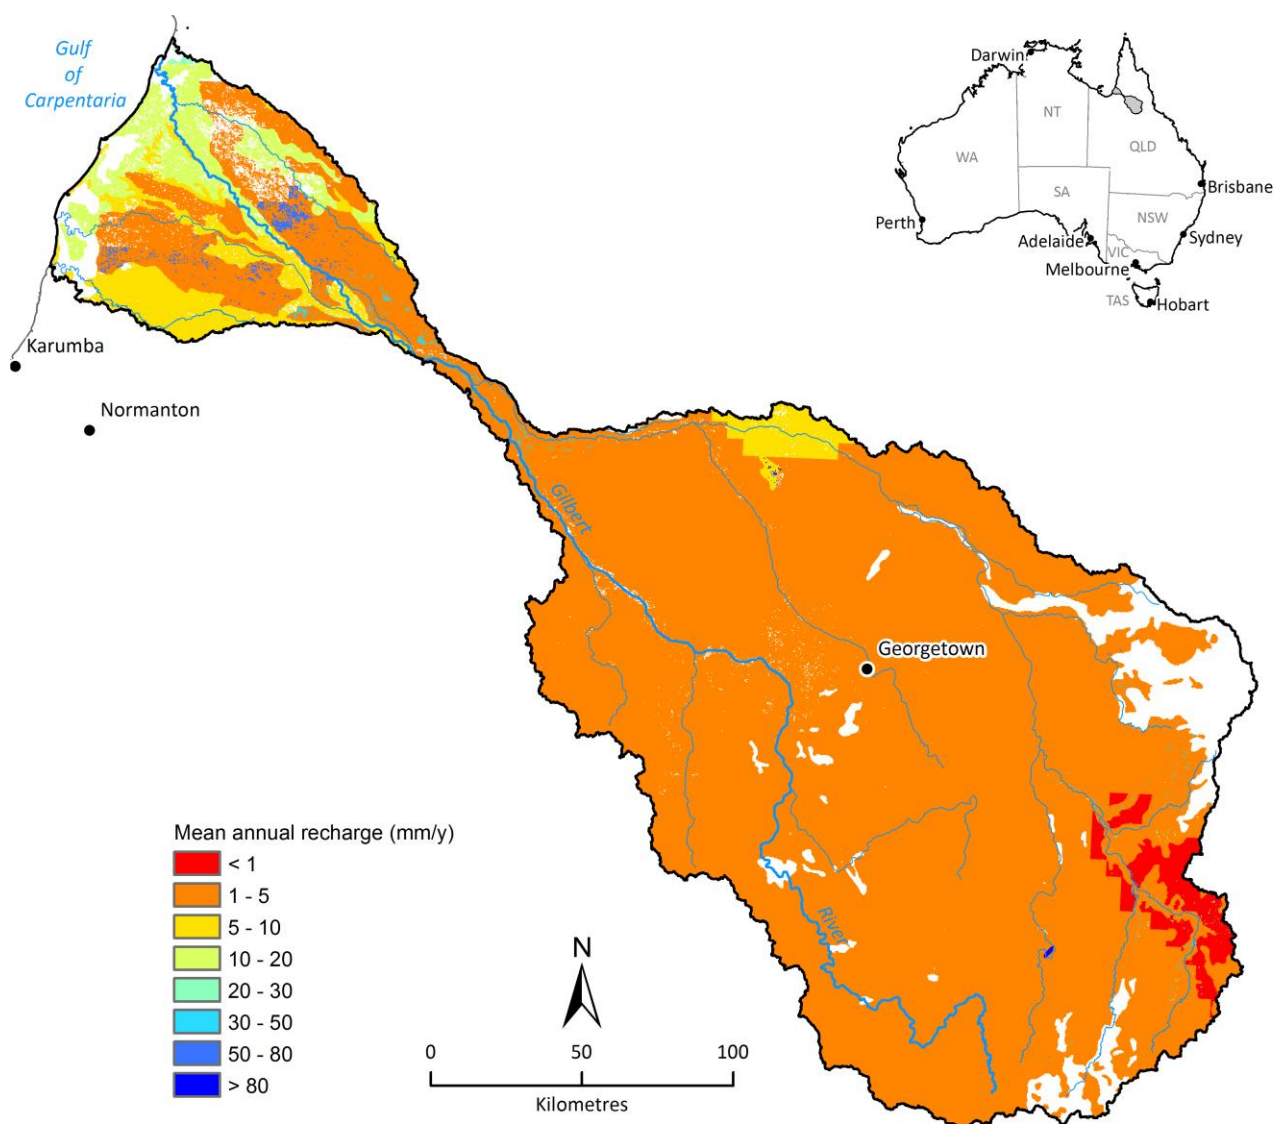 Gulf
of
Carpentaria
Karumba
Normanton
Gilbert
River
Georgetown
Darwin
NT
WA
QLD
SA
Brisbane
NSW
Perth
Adelaide
Sydney
VIC
Melbourne
TAS
Hobart
Mean annual recharge (mm/y)
< 1
1 - 5
5 - 10
10 - 20
20 - 30
30 - 50
50 - 80
> 80
N
0 50 100
Kilometres